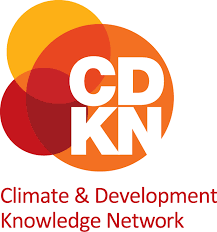 CD
KN
Climate & Development
Knowledge Network